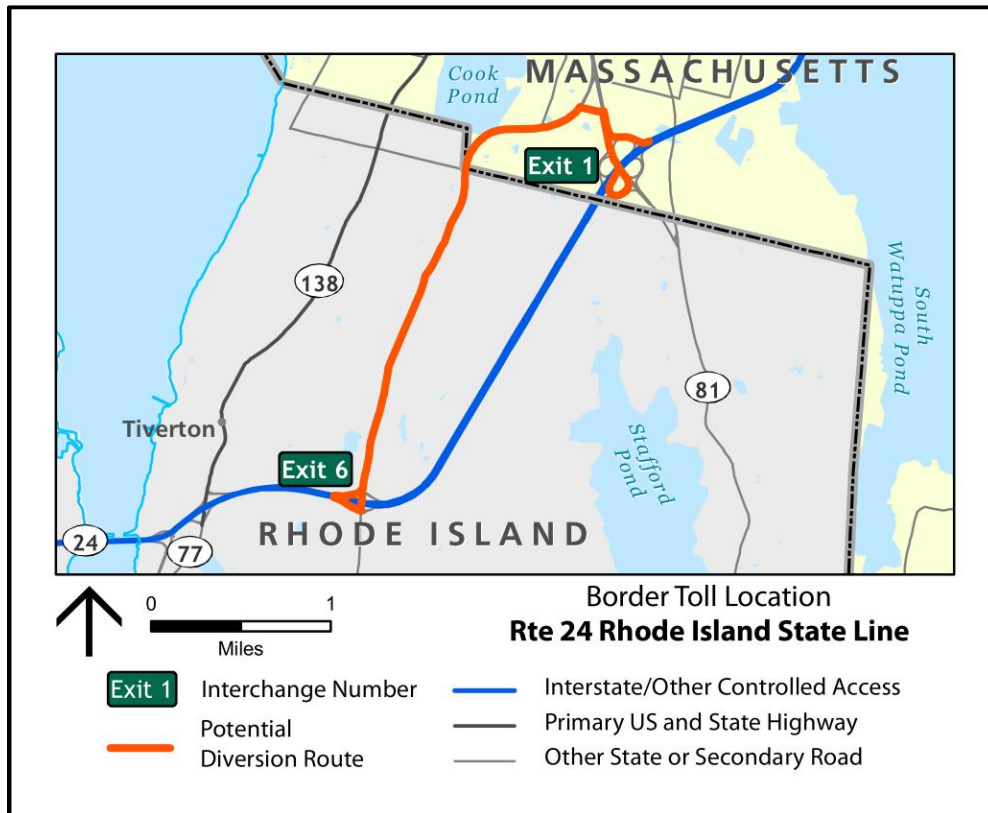 Cook
Pond
MASSACHUSETTS
Exit 1
138
South
Watuppa Pond
81
Tiverton
Stafford
Pond
Exit 6
RHODE ISLAND
24
77
0 1
Miles
Border Toll Location
Rte 24 Rhode Island State Line
Exit 1 Interchange Number
Potential
Diversion Route
Interstate/Other Controlled Access
Primary US and State Highway
Other State or Secondary Road